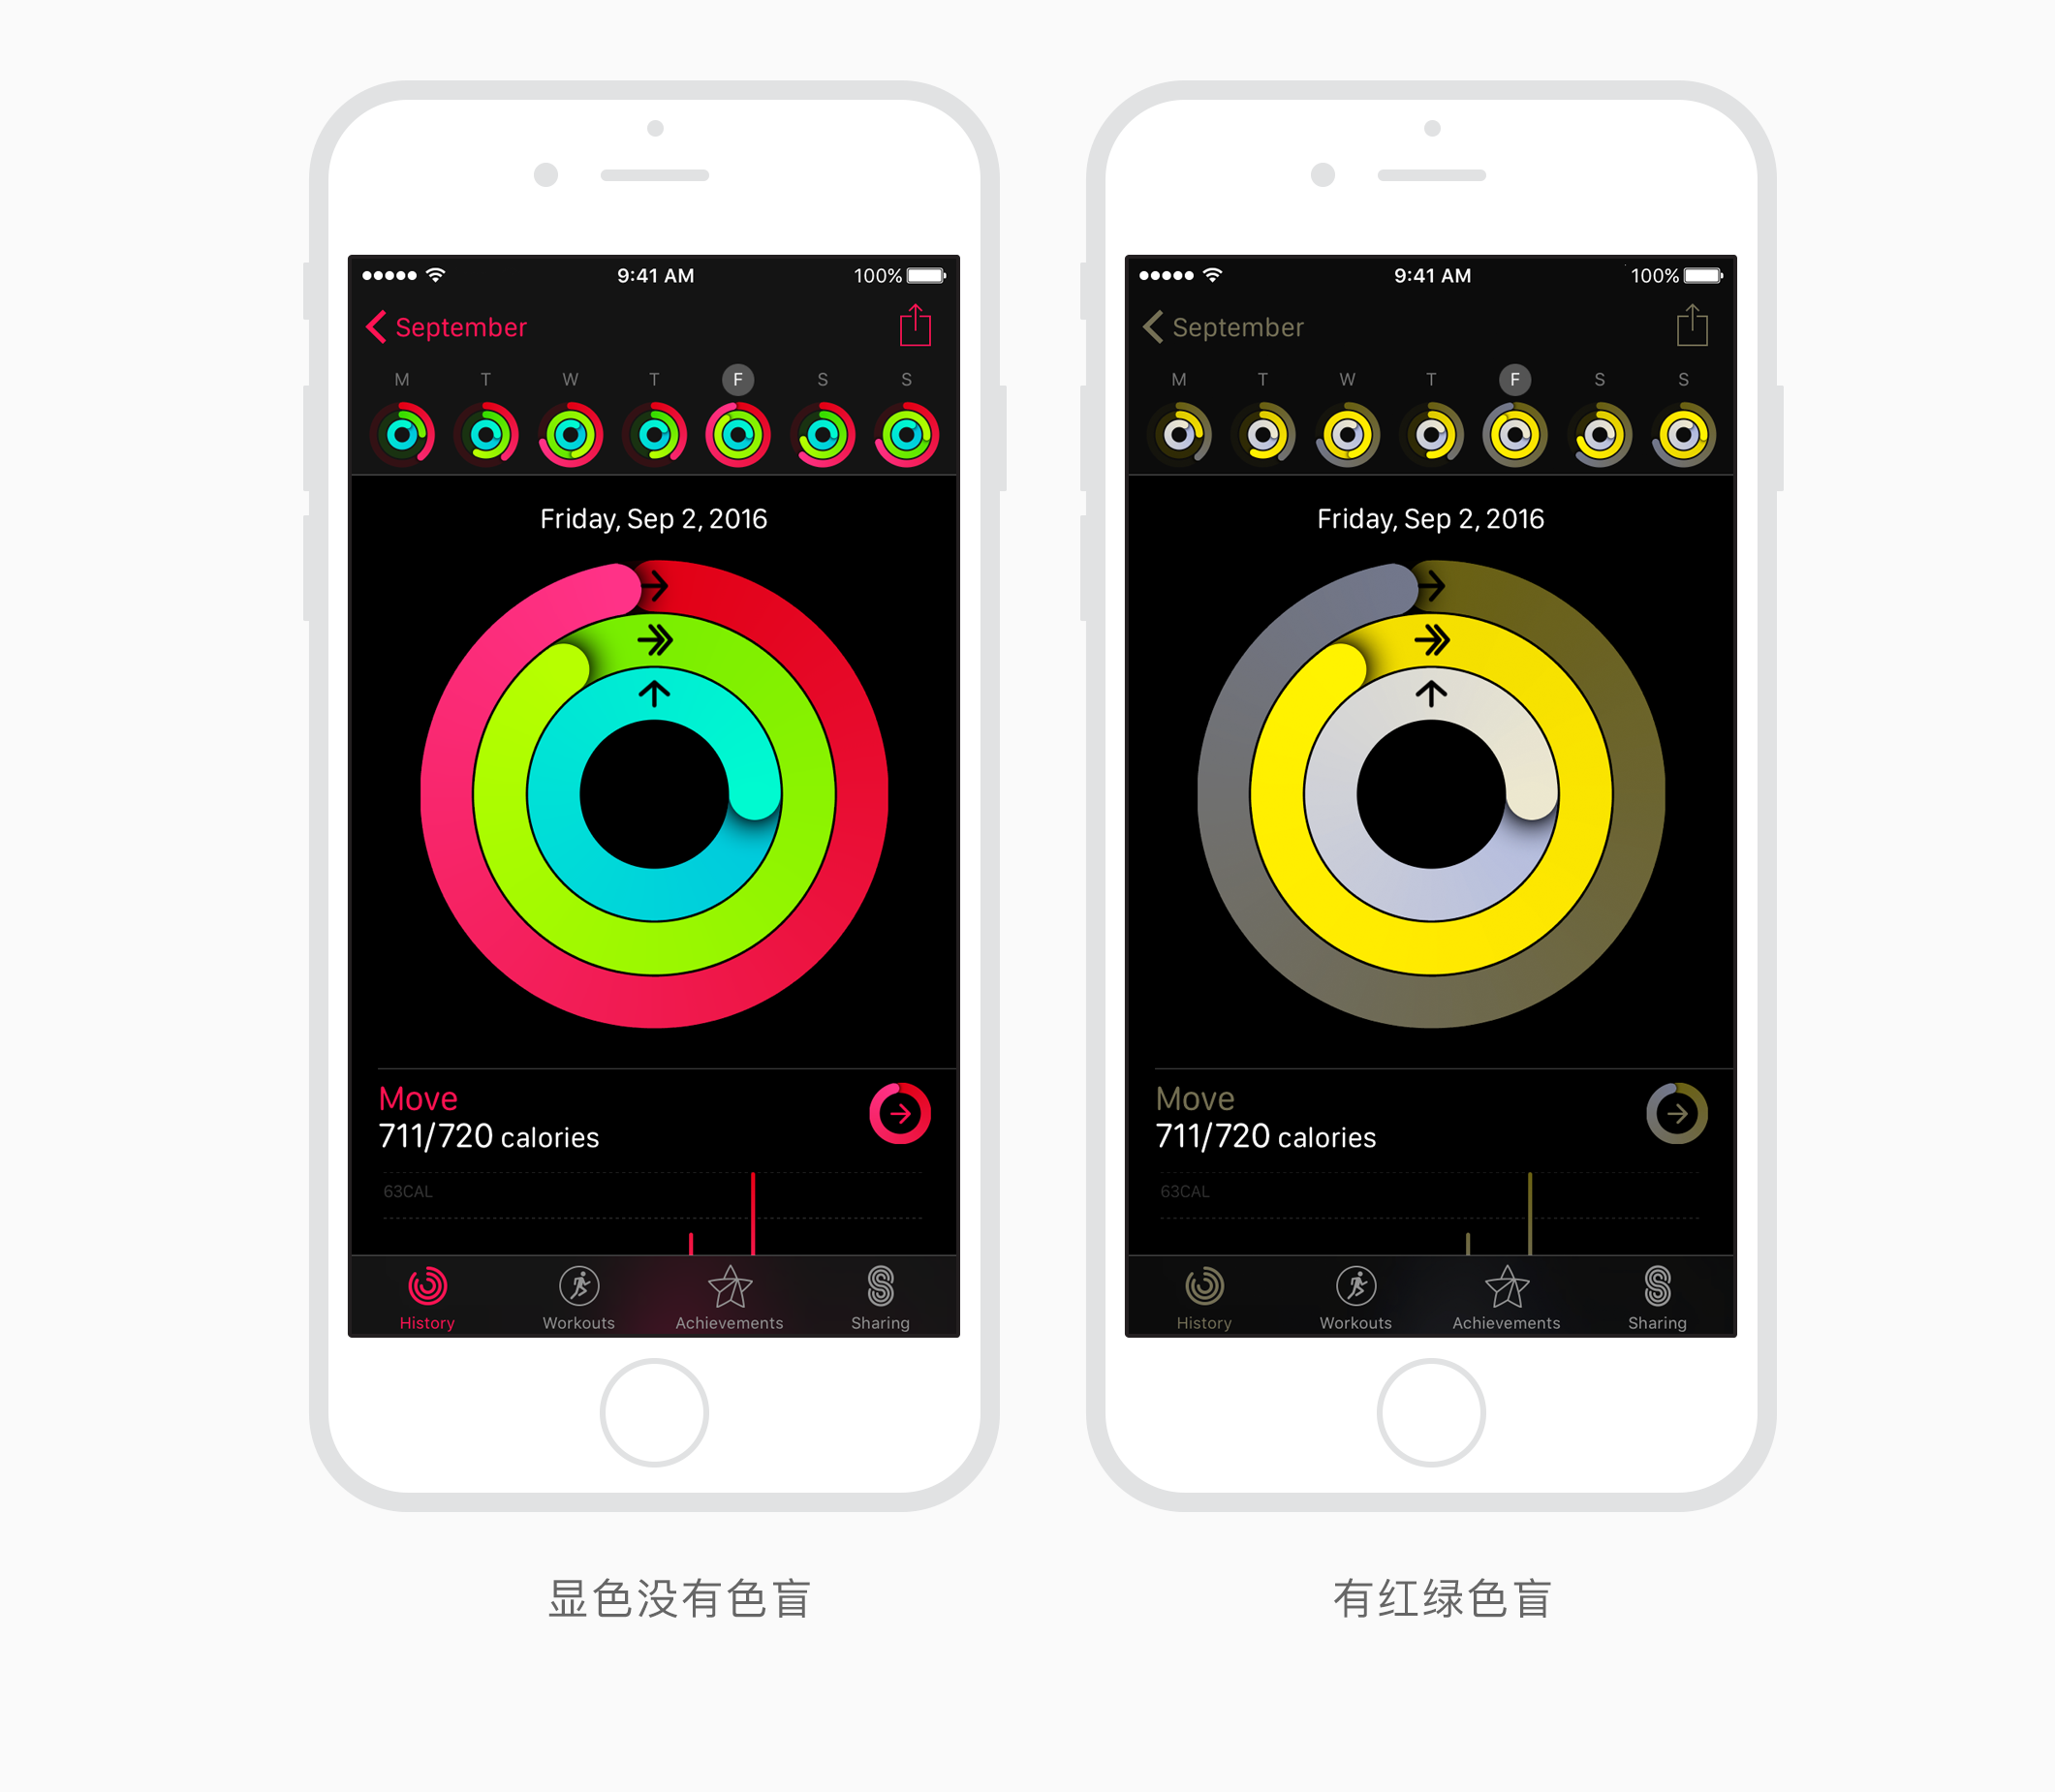 9:41 AM 100%
September
M T W T F S S
Friday, Sep 2, 2016
Move
711/720 calories
63CAL
History Workouts Achievements Sharing
9:41 AM 100%
September
M T W T F S S
Friday, Sep 2, 2016
Move
711/720 calories
63CAL
History Workouts Achievements Sharing
显色没有色盲
有红绿色盲